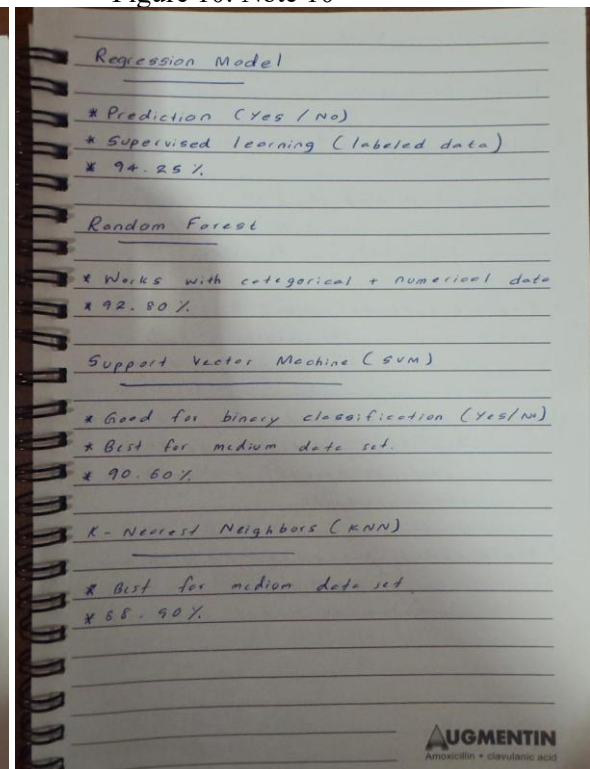 Figure 10: Note 10
Regression Model
* Prediction (Yes / No)
* Supervised learning (labeled data)
* 94.25 %
Random Forest
* Works with categorical + numerical data
* 92.80 %
Support Vector Machine (SVM)
* Good for binary classification (Yes/No)
* Best for medium data set.
* 90.60 %
K-Nearest Neighbors (KNN)
* Best for medium data set
* 88.90 %
AUGMENTIN
Amoxicillin + clavulanic acid